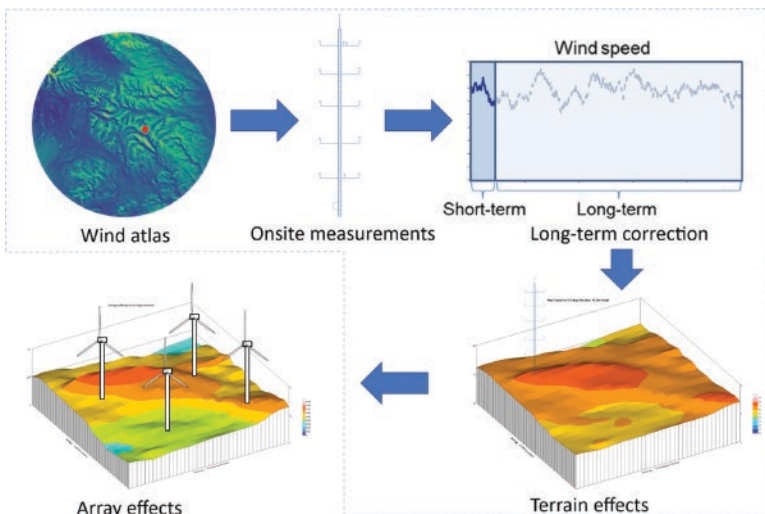 Wind speed
Short-term
Long-term
Wind atlas
Onsite measurements
Long-term correction
Array effects
Terrain effects